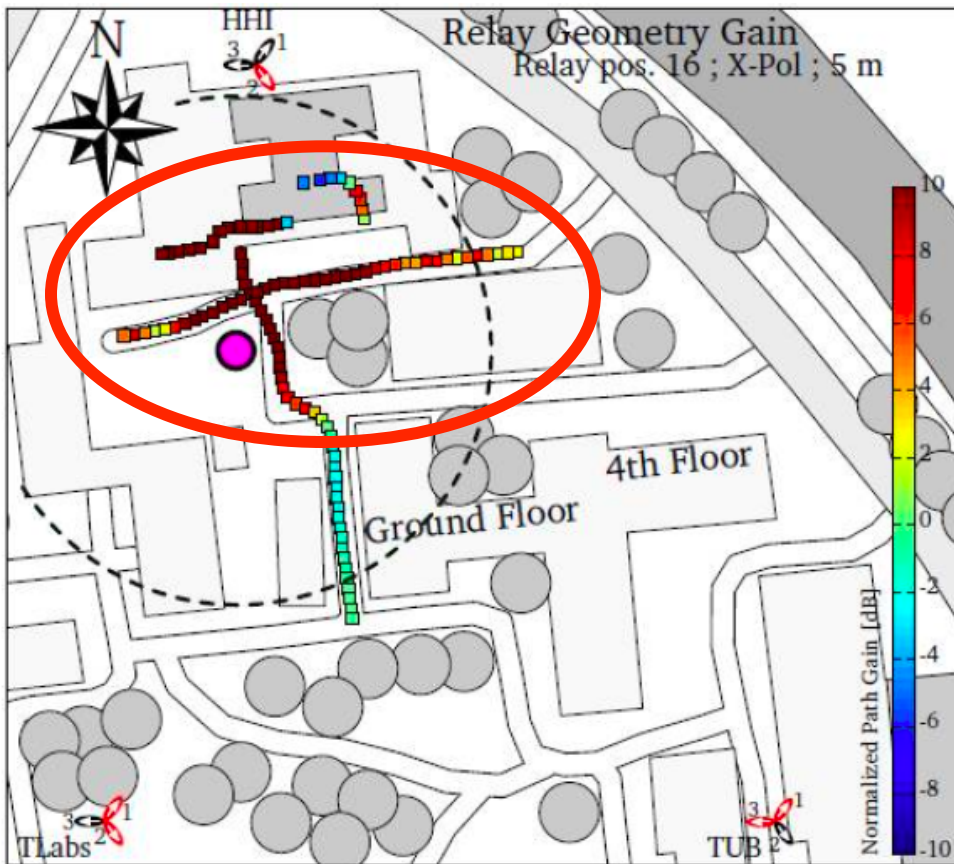 N
HHI
3 1
2
Relay Geometry Gain
Relay pos. 16 ; X-Pol ; 5 m
10
8
6
4
2
0
-2
-4
-6
-8
-10
Normalized Path Gain [dB]
4th Floor
Ground Floor
3 2 1
TLabs
3 1
TUB 2